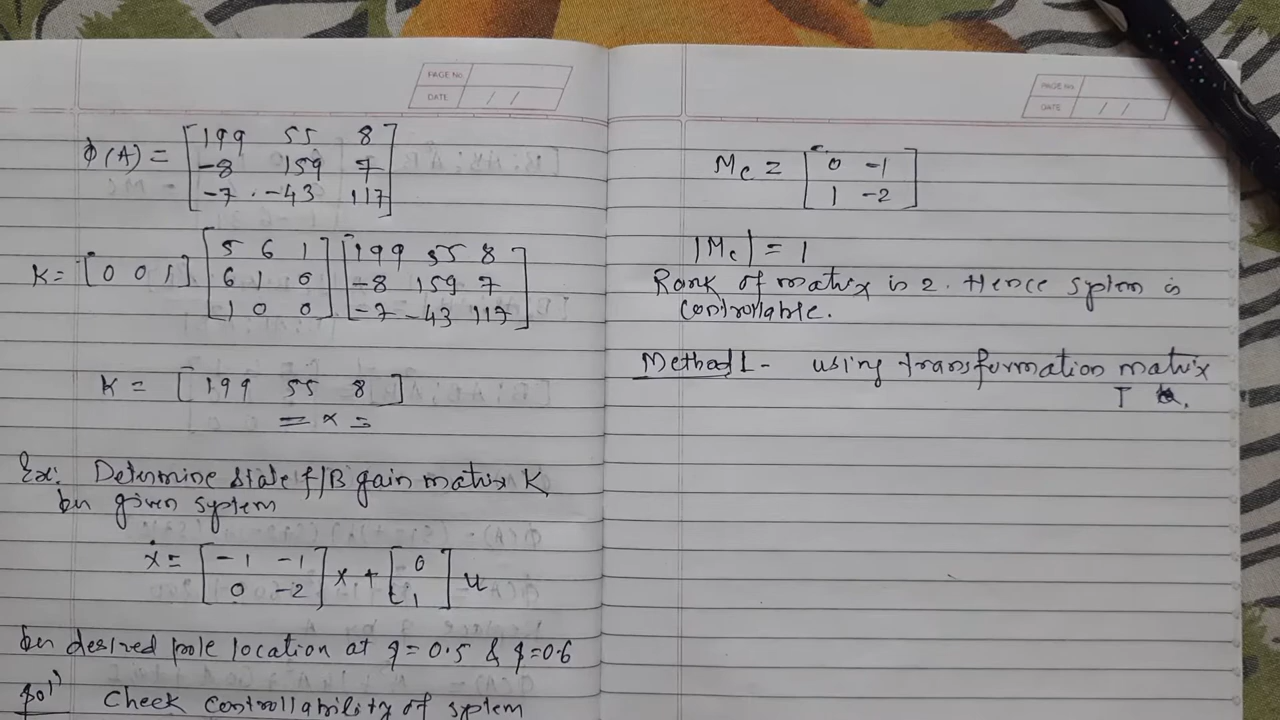 PAGE No.
DATE / /
Φ(A) = [199 55 8
-8 159 7
-7 -43 117]
K = [0 0 1] [5 6 1 [199 55 8
6 1 0 -8 159 7
1 0 0] -7 -43 117]
K = [199 55 8]
= x =
Ex: Determine State f/B gain matrix K
for given system
ẋ = [-1 -1 x + [0 u
0 -2] 1]
for desired pole location at = 0.5 & = 0.6
Solⁿ Check Controllability of system
PAGE No.
DATE / /
Mc = [0 -1
1 -2]
|Mc| = 1
Rank of matrix is 2. Hence system is
Controllable.
Method 1 - using transformation matrix
T